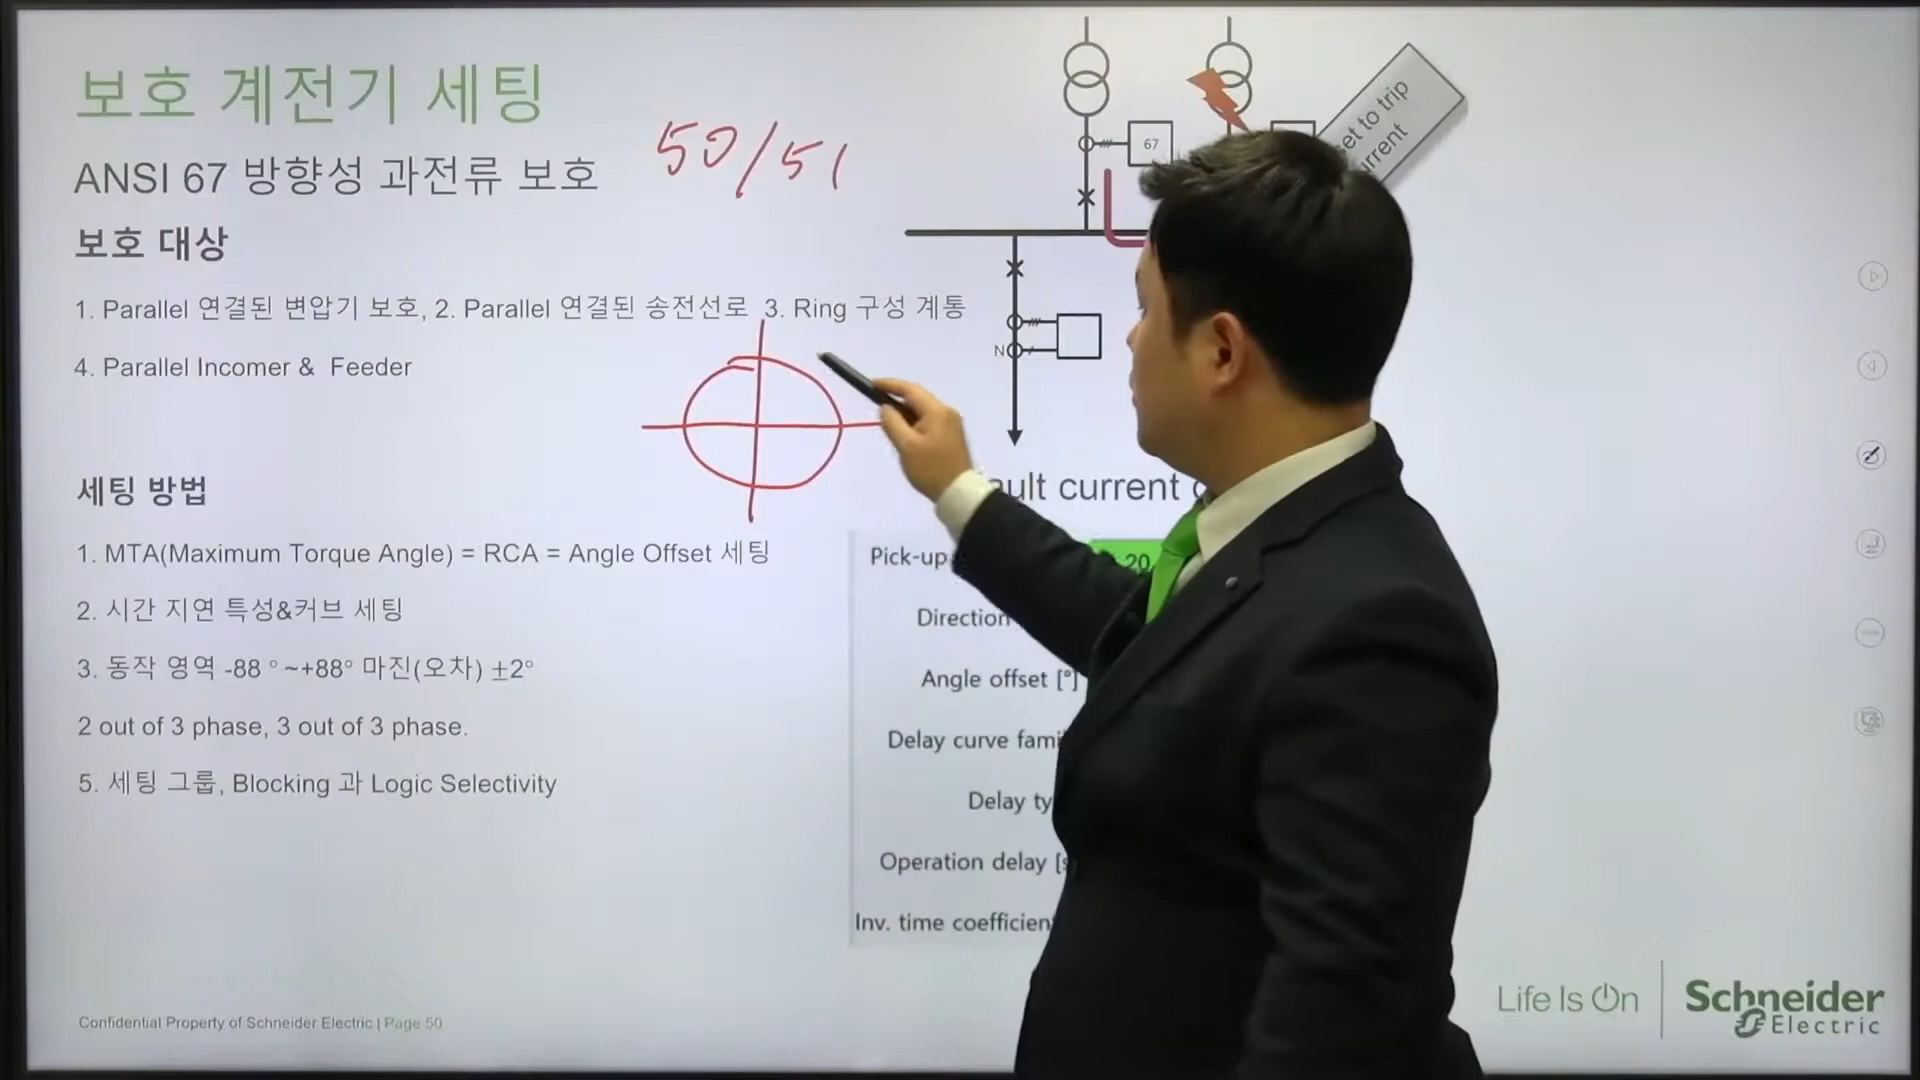 보호 계전기 세팅
ANSI 67 방향성 과전류 보호
50/51
보호 대상
1. Parallel 연결된 변압기 보호, 2. Parallel 연결된 송전선로 3. Ring 구성 계통
4. Parallel Incomer & Feeder
세팅 방법
1. MTA(Maximum Torque Angle) = RCA = Angle Offset 세팅
2. 시간 지연 특성&커브 세팅
3. 동작 영역 -88 ° ~+88° 마진(오차) ±2°
2 out of 3 phase, 3 out of 3 phase.
5. 세팅 그룹, Blocking 과 Logic Selectivity
67
to trip
N
current
Pick-up
20
Direction
Angle offset [°]
Delay curve
Delay
Operation delay
Inv. time
Confidential Property of Schneider Electric | Page 50
Life Is On
Schneider
Electric